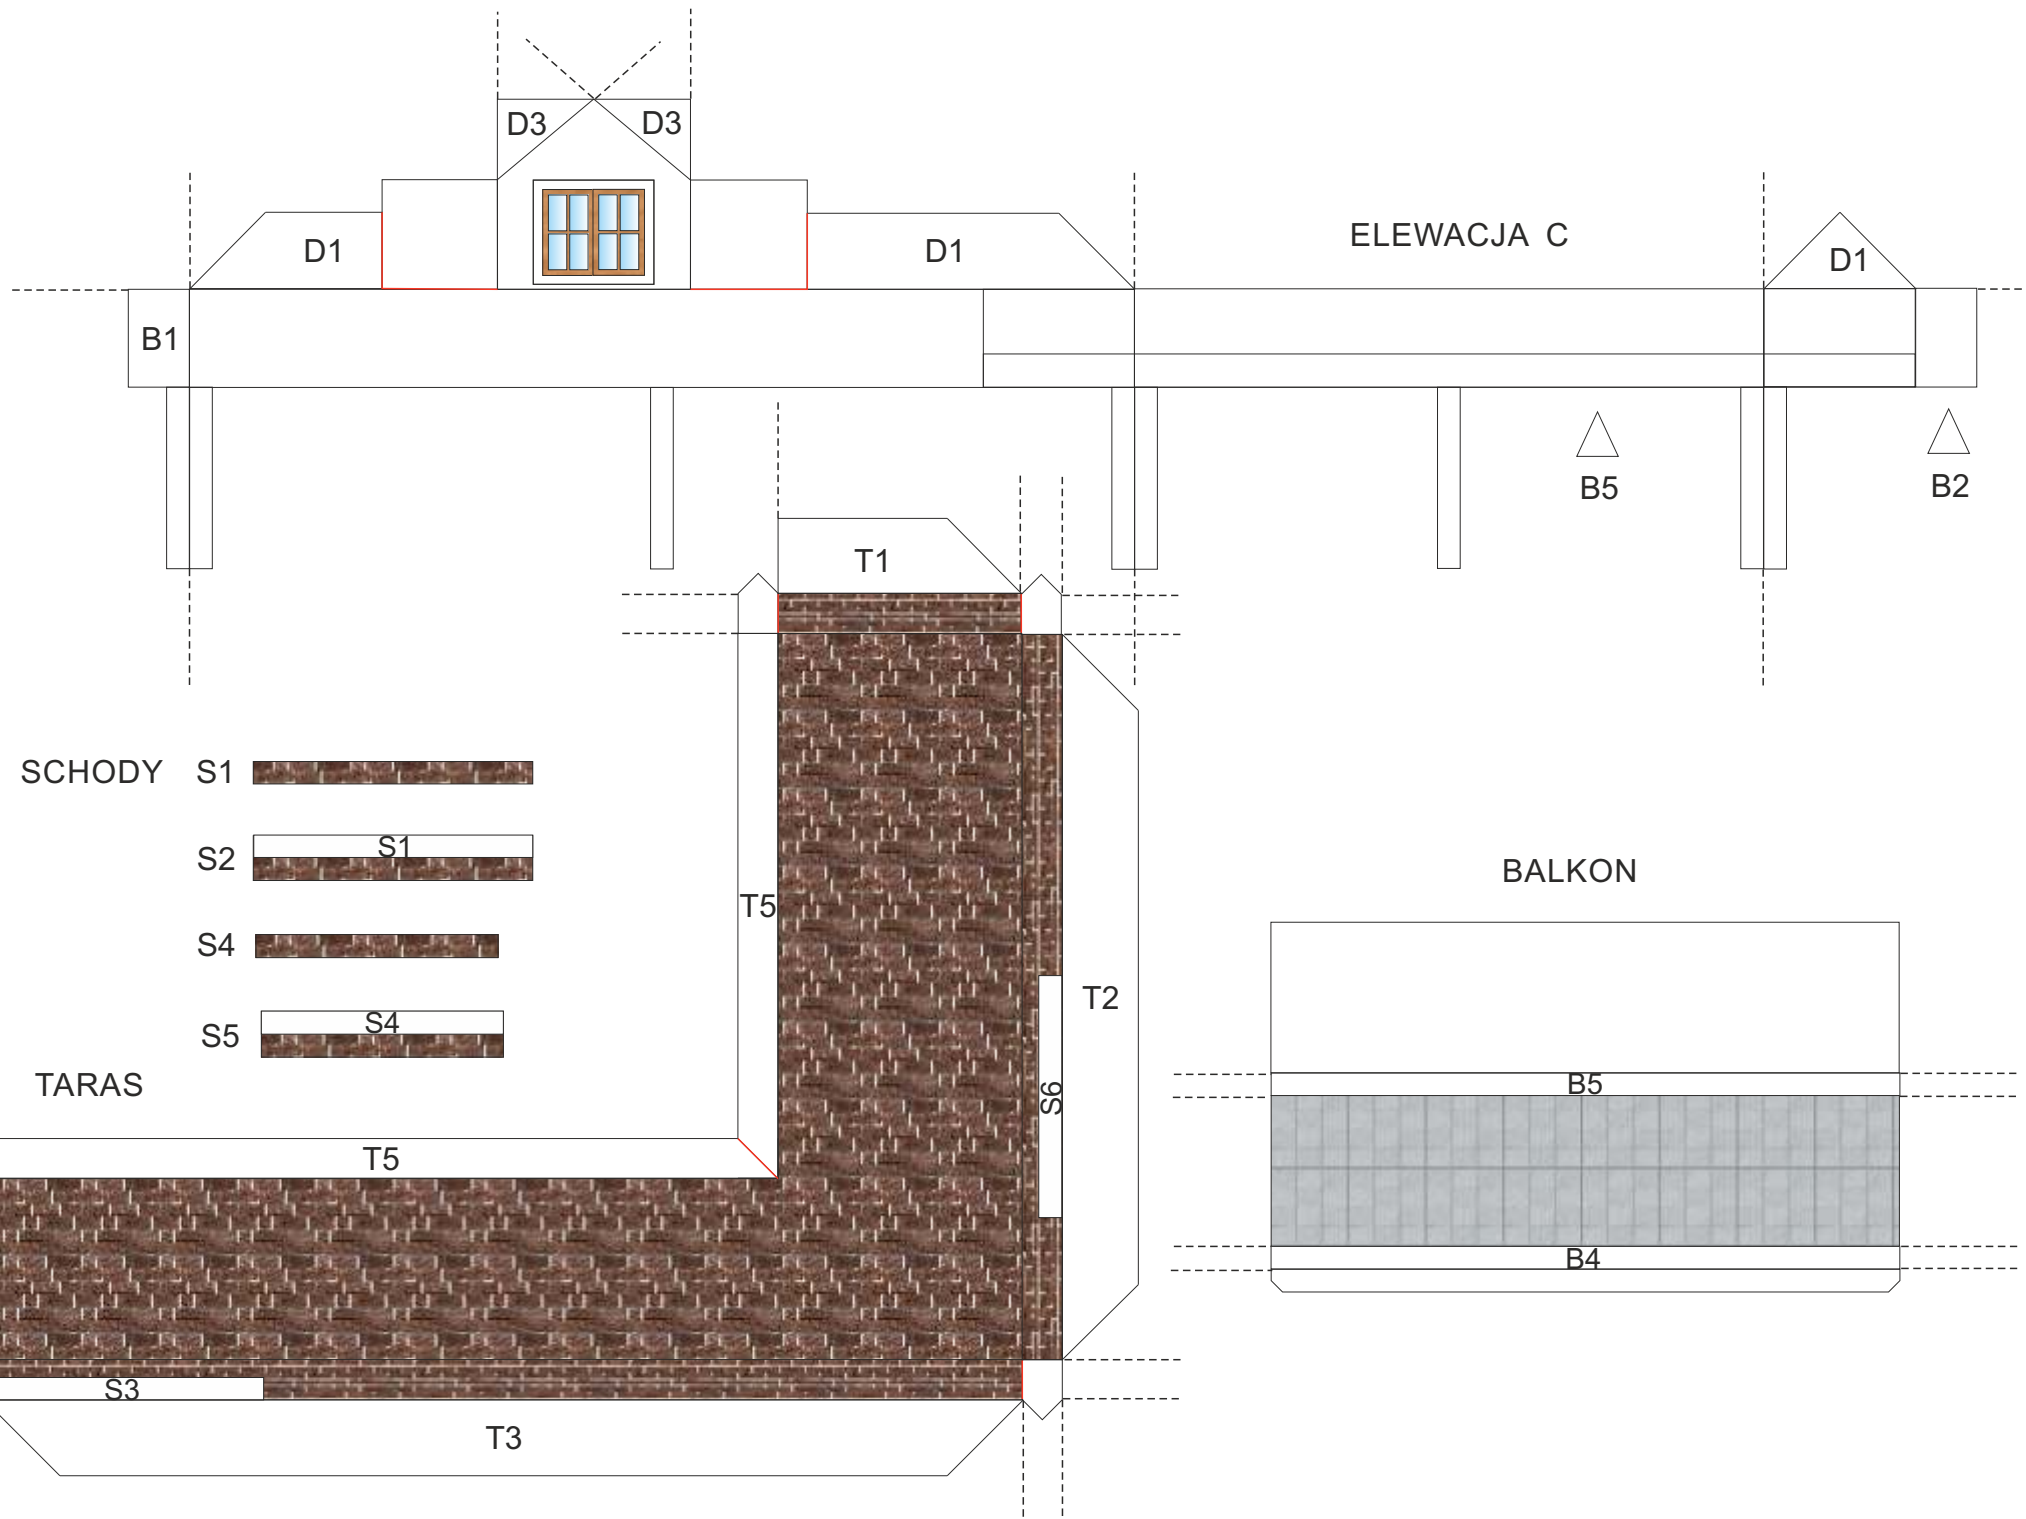 D3 D3
D1 D1 ELEWACJA C D1
B1
B5 B2
T1
SCHODY S1
S1
S2
T5
BALKON
S4
T2
S4
S5
S6
TARAS
B5
T5
B4
S3
T3